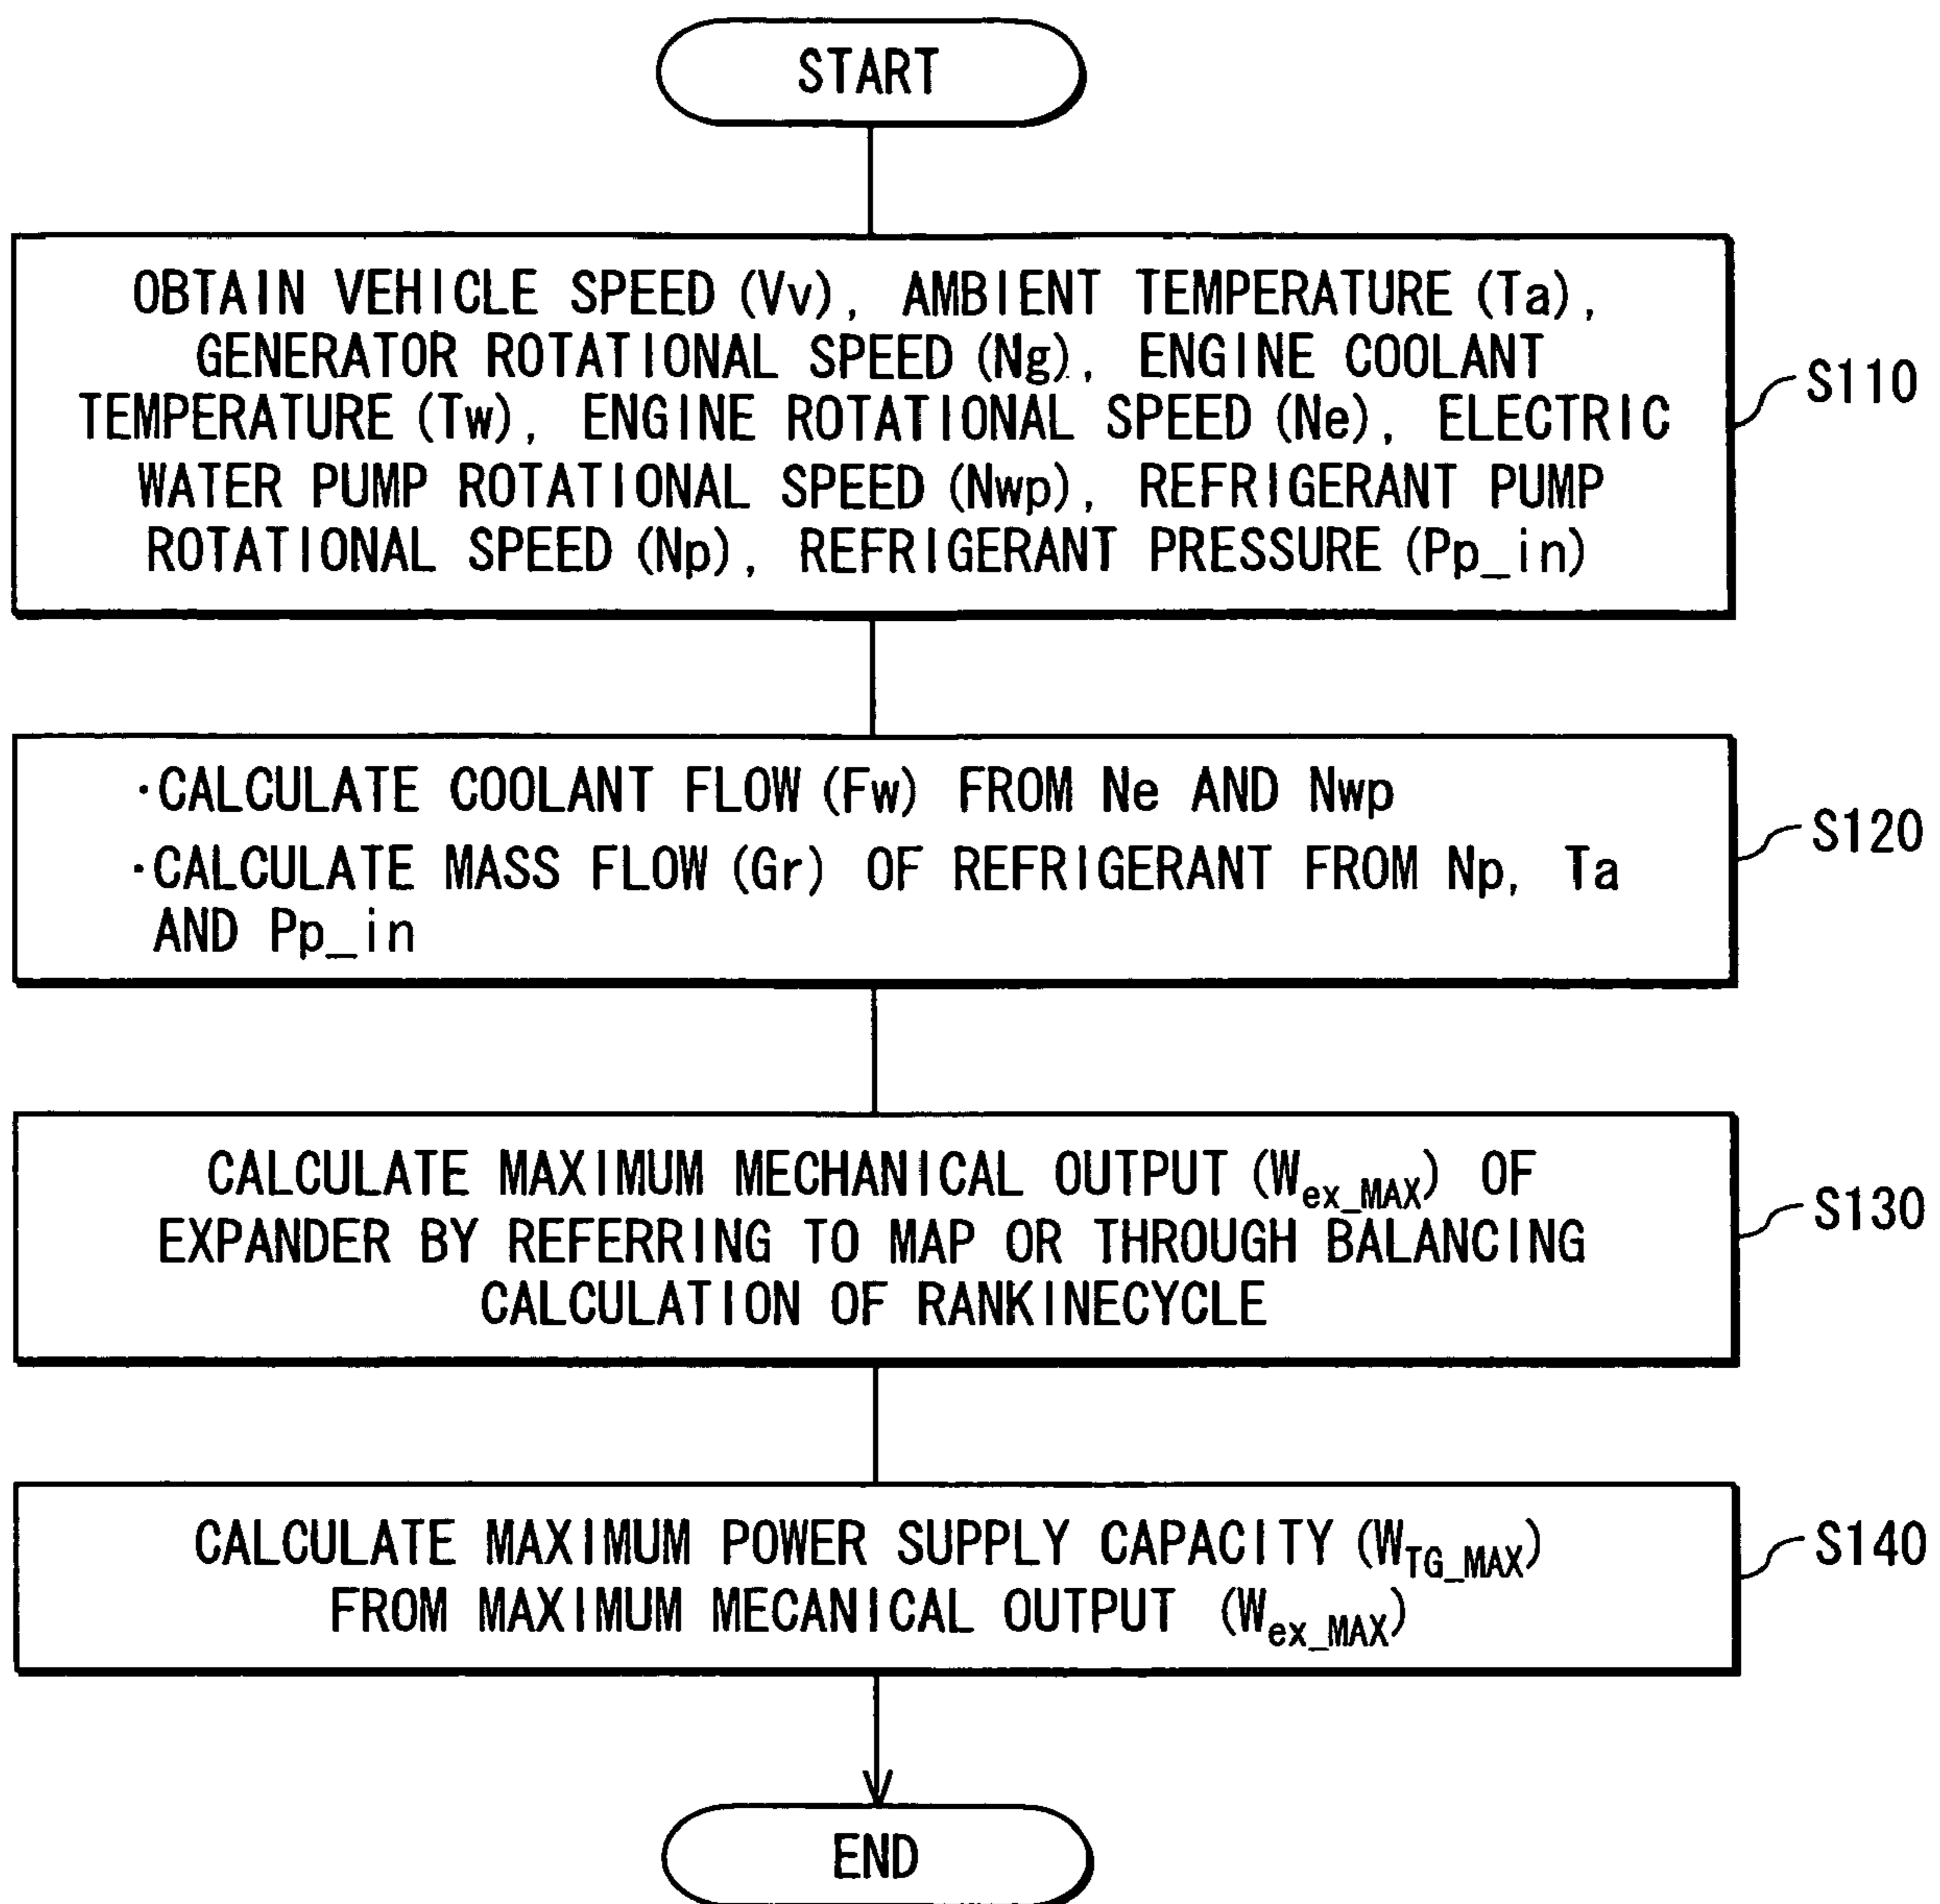 START
OBTAIN VEHICLE SPEED (Vv), AMBIENT TEMPERATURE (Ta),
GENERATOR ROTATIONAL SPEED (Ng), ENGINE COOLANT
TEMPERATURE (Tw), ENGINE ROTATIONAL SPEED (Ne), ELECTRIC
WATER PUMP ROTATIONAL SPEED (Nwp), REFRIGERANT PUMP
ROTATIONAL SPEED (Np), REFRIGERANT PRESSURE (Pp_in)
S110
·CALCULATE COOLANT FLOW (Fw) FROM Ne AND Nwp
·CALCULATE MASS FLOW (Gr) OF REFRIGERANT FROM Np, Ta
AND Pp_in
S120
CALCULATE MAXIMUM MECHANICAL OUTPUT (Wex_MAX) OF
EXPANDER BY REFERRING TO MAP OR THROUGH BALANCING
CALCULATION OF RANKINECYCLE
S130
CALCULATE MAXIMUM POWER SUPPLY CAPACITY (WTG_MAX)
FROM MAXIMUM MECANICAL OUTPUT (Wex_MAX)
S140
END